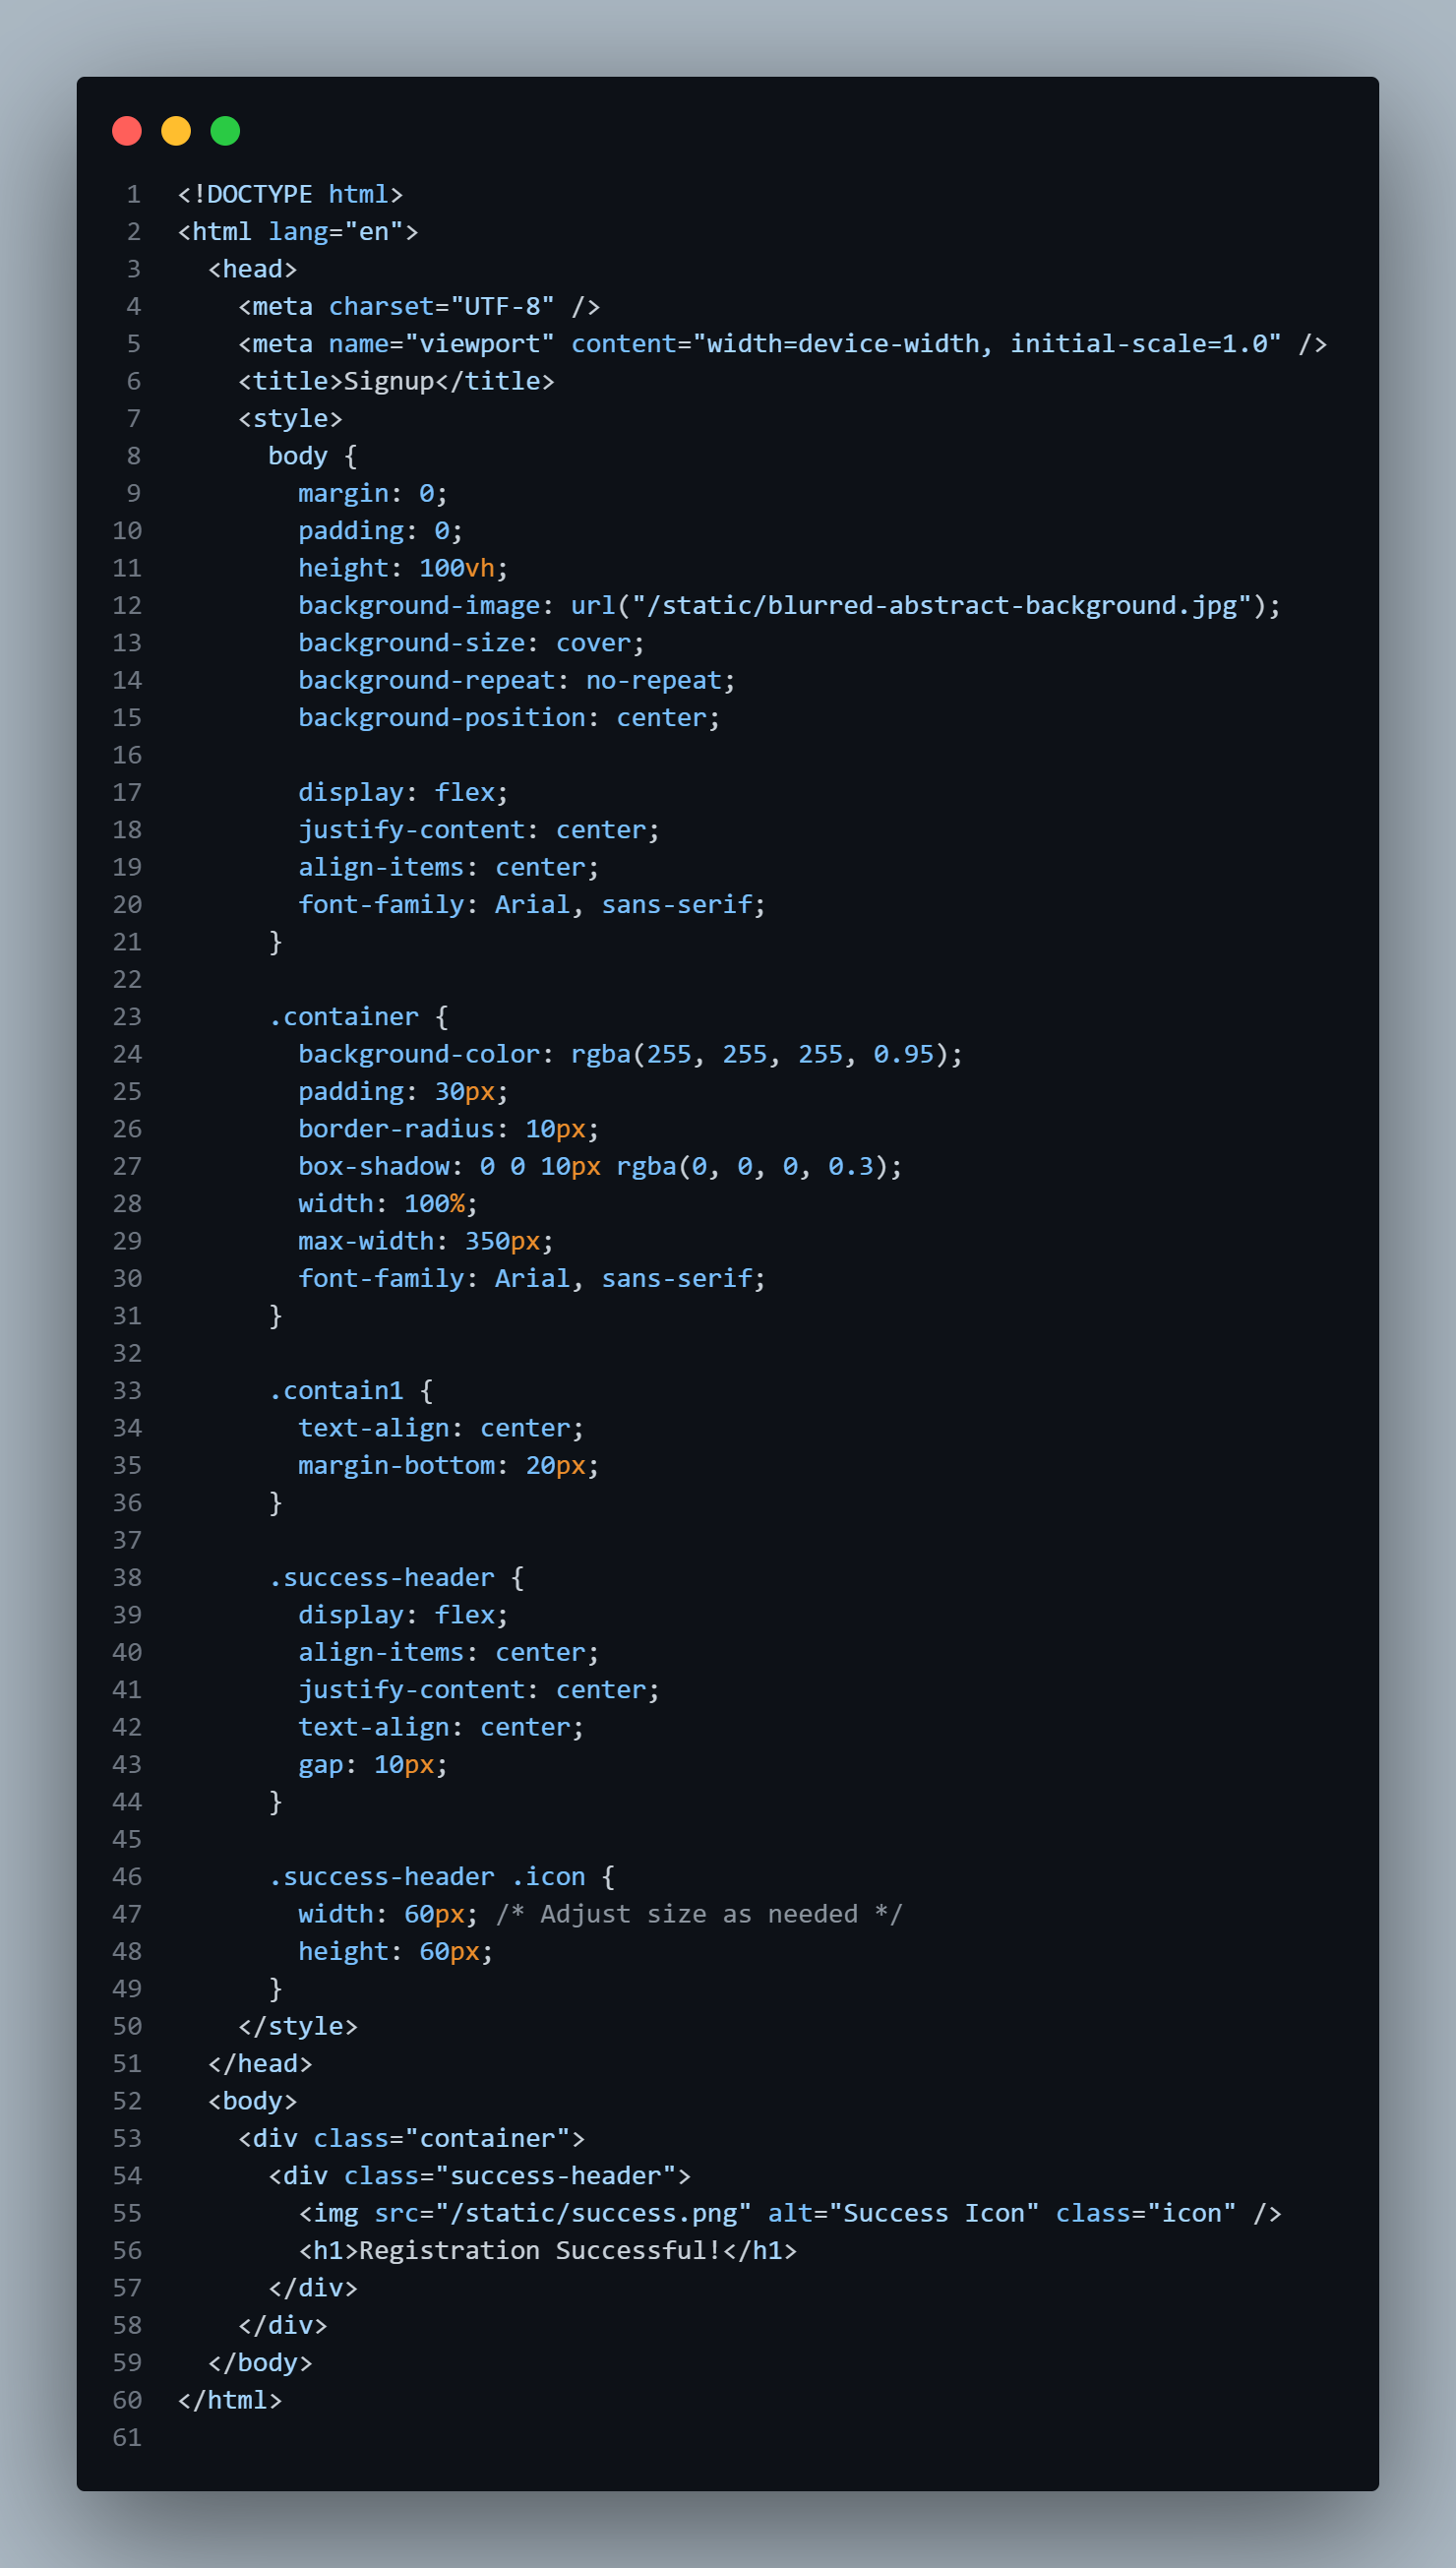 1 <!DOCTYPE html>
2 <html lang="en">
3   <head>
4     <meta charset="UTF-8" />
5     <meta name="viewport" content="width=device-width, initial-scale=1.0" />
6     <title>Signup</title>
7     <style>
8       body {
9         margin: 0;
10         padding: 0;
11         height: 100vh;
12         background-image: url("/static/blurred-abstract-background.jpg");
13         background-size: cover;
14         background-repeat: no-repeat;
15         background-position: center;
16
17         display: flex;
18         justify-content: center;
19         align-items: center;
20         font-family: Arial, sans-serif;
21       }
22
23       .container {
24         background-color: rgba(255, 255, 255, 0.95);
25         padding: 30px;
26         border-radius: 10px;
27         box-shadow: 0 0 10px rgba(0, 0, 0, 0.3);
28         width: 100%;
29         max-width: 350px;
30         font-family: Arial, sans-serif;
31       }
32
33       .contain1 {
34         text-align: center;
35         margin-bottom: 20px;
36       }
37
38       .success-header {
39         display: flex;
40         align-items: center;
41         justify-content: center;
42         text-align: center;
43         gap: 10px;
44       }
45
46       .success-header .icon {
47         width: 60px; /* Adjust size as needed */
48         height: 60px;
49       }
50     </style>
51   </head>
52   <body>
53     <div class="container">
54       <div class="success-header">
55         <img src="/static/success.png" alt="Success Icon" class="icon" />
56         <h1>Registration Successful!</h1>
57       </div>
58     </div>
59   </body>
60 </html>
61